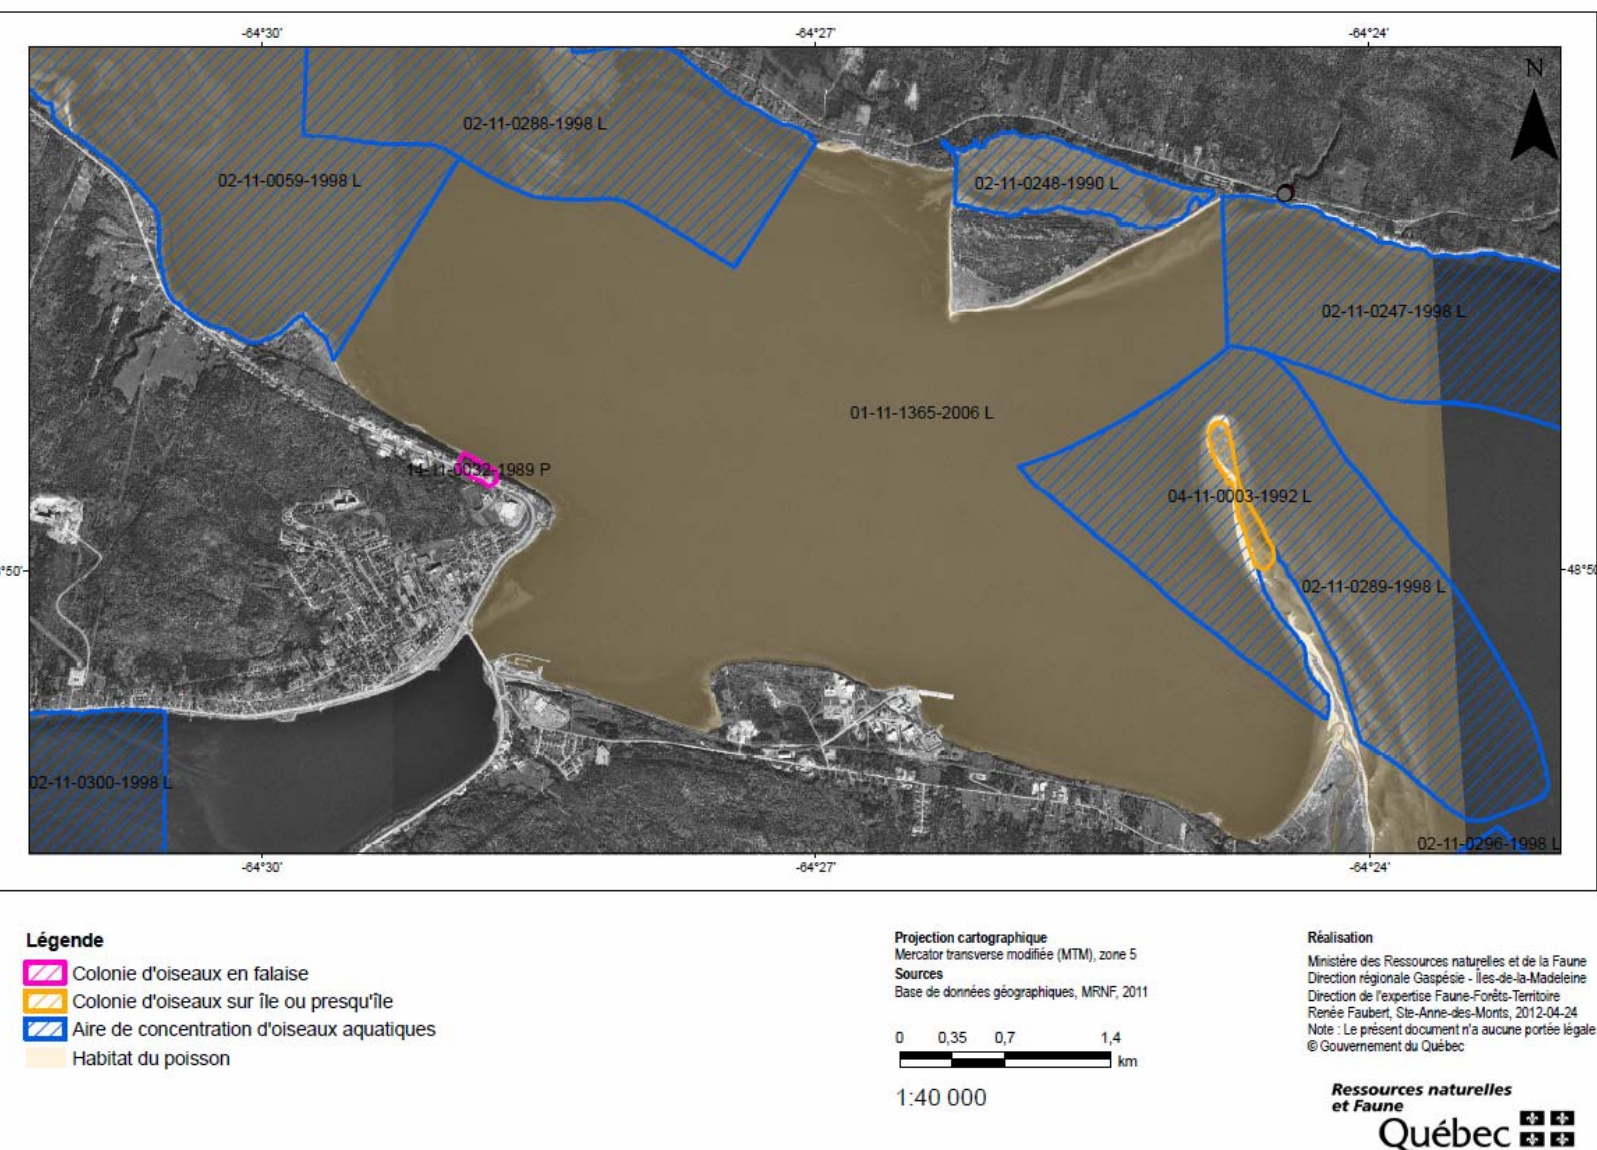 -64°30'
-64°27'
-64°24'
N
02-11-0288-1998 L
02-11-0059-1998 L
02-11-0248-1990 L
02-11-0247-1998 L
01-11-1365-2006 L
11-0032-1989 P
04-11-0003-1992 L
02-11-0289-1998 L
°50'
48°50
02-11-0300-1998 L
02-11-0296-1998 L
-64°30'
-64°27'
-64°24'
Légende
Colonie d'oiseaux en falaise
Colonie d'oiseaux sur île ou presqu'île
Aire de concentration d'oiseaux aquatiques
Habitat du poisson
Projection cartographique
Mercator transverse modifiée (MTM), zone 5
Sources
Base de données géographiques, MRNF, 2011
0 0,35 0,7 1,4
km
1:40 000
Réalisation
Ministère des Ressources naturelles et de la Faune
Direction régionale Gaspésie - Îles-de-la-Madeleine
Direction de l'expertise Faune-Forêts-Territoire
Renée Faubert, Ste-Anne-des-Monts, 2012-04-24
Note : Le présent document n'a aucune portée légale
© Gouvernement du Québec
Ressources naturelles
et Faune
Québec